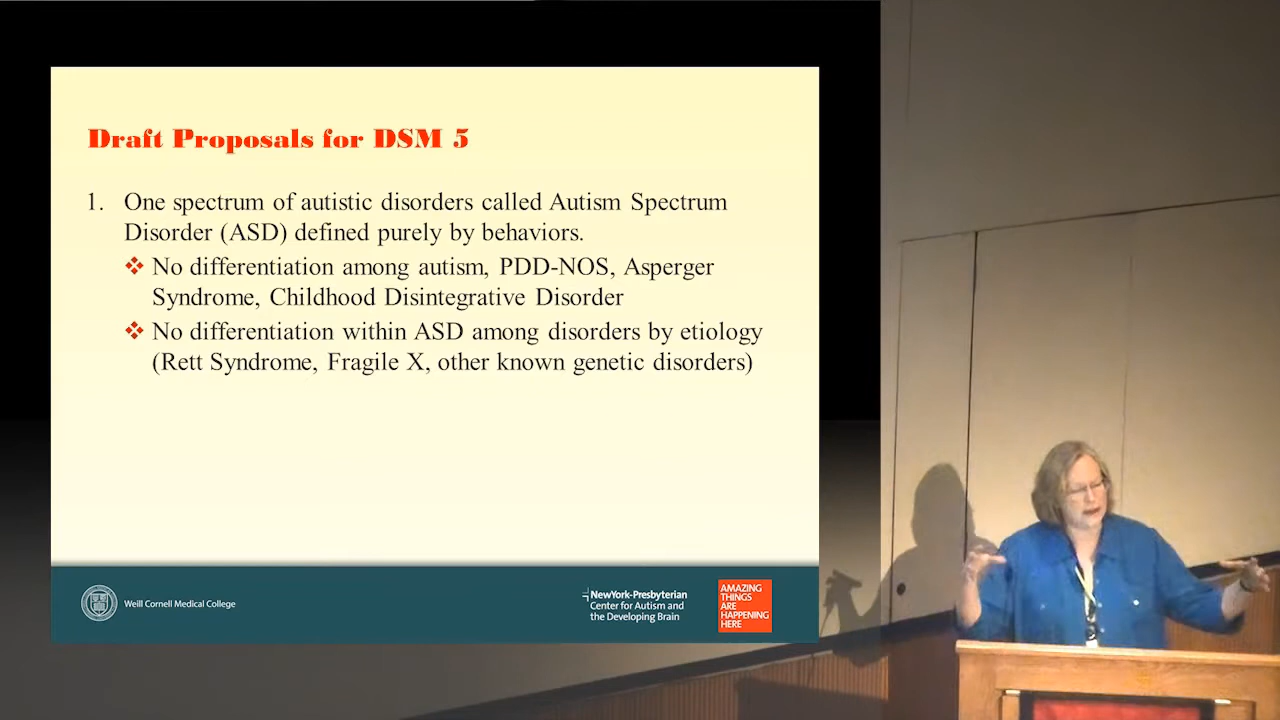 Draft Proposals for DSM 5
1. One spectrum of autistic disorders called Autism Spectrum
Disorder (ASD) defined purely by behaviors.
❖ No differentiation among autism, PDD-NOS, Asperger
Syndrome, Childhood Disintegrative Disorder
❖ No differentiation within ASD among disorders by etiology
(Rett Syndrome, Fragile X, other known genetic disorders)
Weill Cornell Medical College
NewYork-Presbyterian
Center for Autism and
the Developing Brain
AMAZING
THINGS
ARE
HAPPENING
HERE